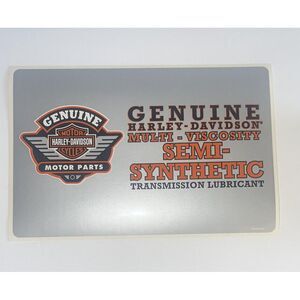 GENUINE
MOTOR
HARLEY-DAVIDSON
CYCLES
MOTOR PARTS
GENUINE
HARLEY-DAVIDSON®
MULTI - VISCOSITY
SEMI-
SYNTHETIC
TRANSMISSION LUBRICANT